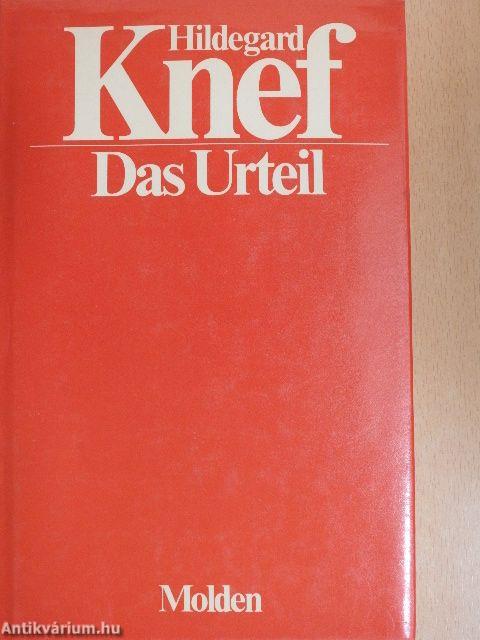 Hildegard
Knef
Das Urteil
Molden
Antikvárium.hu